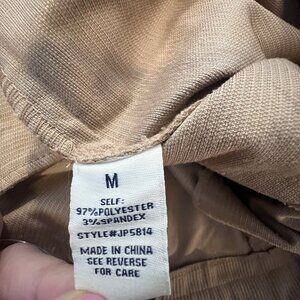 M
SELF:
97%POLYESTER
3%SPANDEX
STYLE#JP5814
MADE IN CHINA
SEE REVERSE
FOR CARE